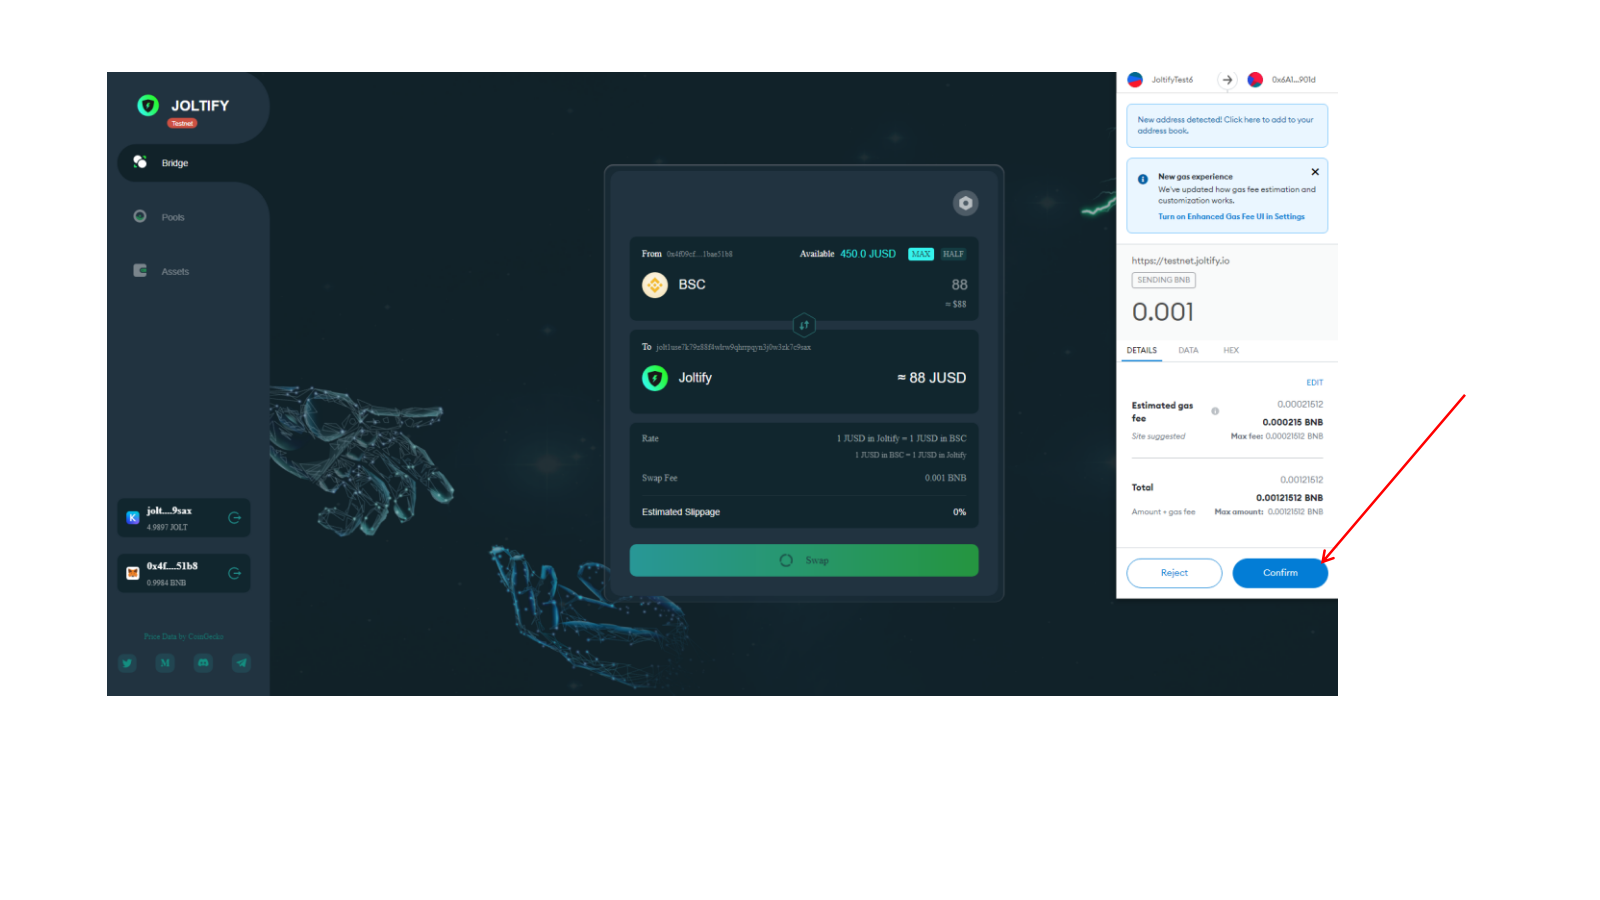 JOLTIFY
Testnet
Bridge
Pools
Assets
jolt....9sax
4.9897 JOLT
0x4f....51b8
0.9984 BNB
Price Data by CoinGecko
From 0x4f09cf....1bae51b8
Available 450.0 JUSD MAX HALF
BSC
88
≈ $88
To
Joltify
≈ 88 JUSD
Rate
1 JUSD in Joltify = 1 JUSD in BSC
1 JUSD in BSC = 1 JUSD in Joltify
Swap Fee
0.001 BNB
Estimated Slippage
0%
Swap
JoltifyTest6
0x6A1...901d
New address detected! Click here to add to your
address book.
New gas experience
We've updated how gas fee estimation and
customization works.
Turn on Enhanced Gas Fee UI in Settings
https://testnet.joltify.io
SENDING BNB
0.001
DETAILS DATA HEX
EDIT
Estimated gas
fee
0.00021512
0.000215 BNB
Site suggested
Max fee: 0.00021512 BNB
Total
0.00121512
0.00121512 BNB
Amount + gas fee
Max amount: 0.00121512 BNB
Reject
Confirm